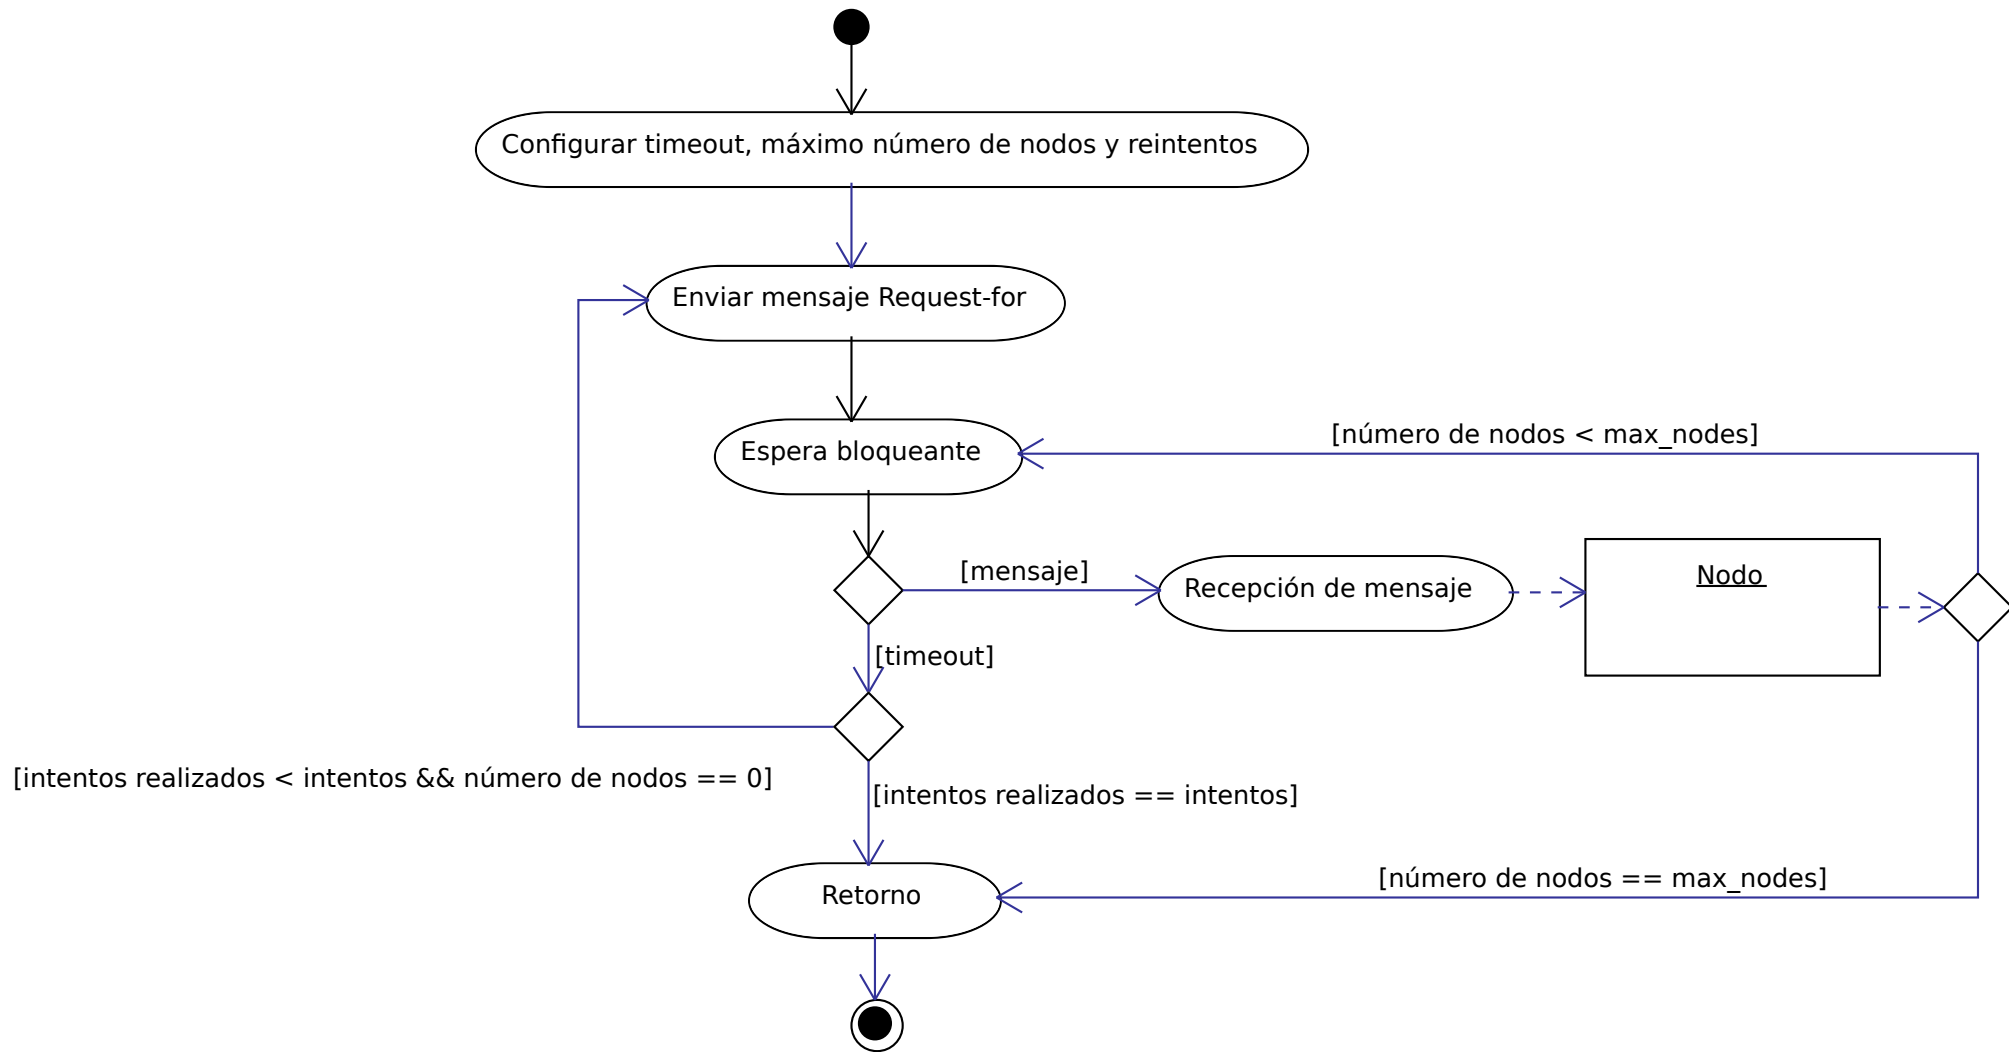 Configurar timeout, máximo número de nodos y reintentos
Enviar mensaje Request-for
[número de nodos < max_nodes]
Espera bloqueante
[mensaje]
Recepción de mensaje
Nodo
[timeout]
[intentos realizados < intentos && número de nodos == 0]
[intentos realizados == intentos]
[número de nodos == max_nodes]
Retorno